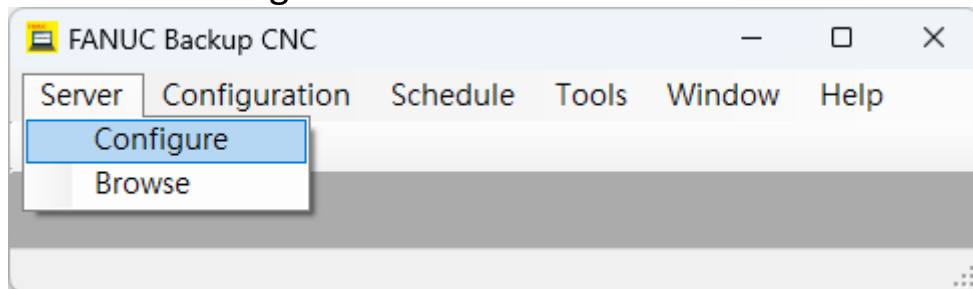 FANUC Backup CNC
Server Configuration Schedule Tools Window Help
Configure
Browse